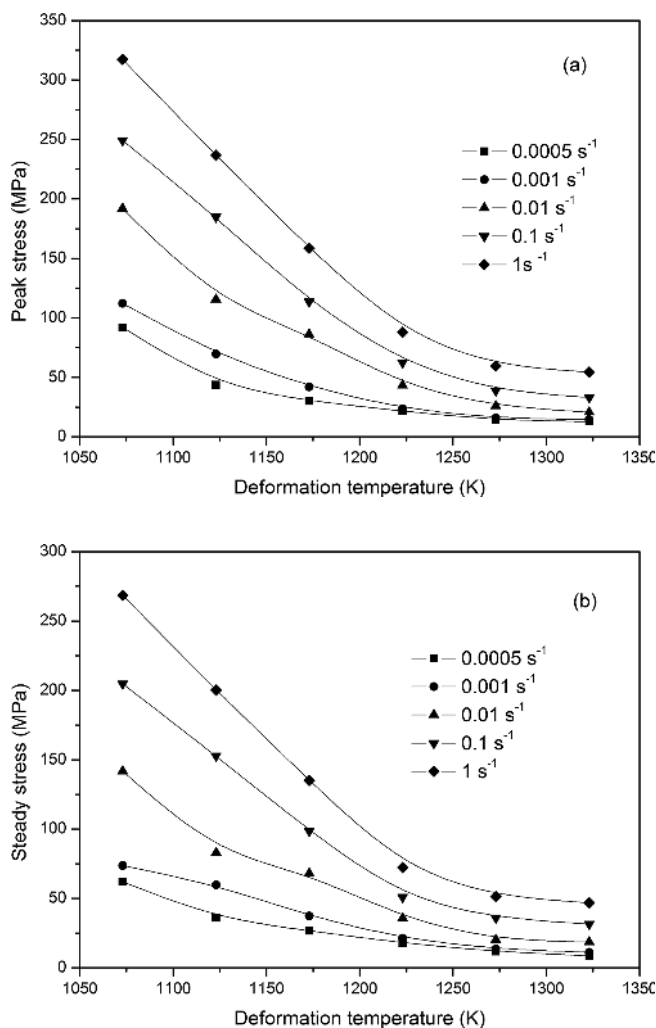 350
(a)
300
250
200
150
100
50
0
Peak stress (MPa)
0.0005 s⁻¹
0.001 s⁻¹
0.01 s⁻¹
0.1 s⁻¹
1s⁻¹
1050 1100 1150 1200 1250 1300 1350
Deformation temperature (K)
300
(b)
250
200
150
100
50
0
Steady stress (MPa)
0.0005 s⁻¹
0.001 s⁻¹
0.01 s⁻¹
0.1 s⁻¹
1 s⁻¹
1050 1100 1150 1200 1250 1300 1350
Deformation temperature (K)